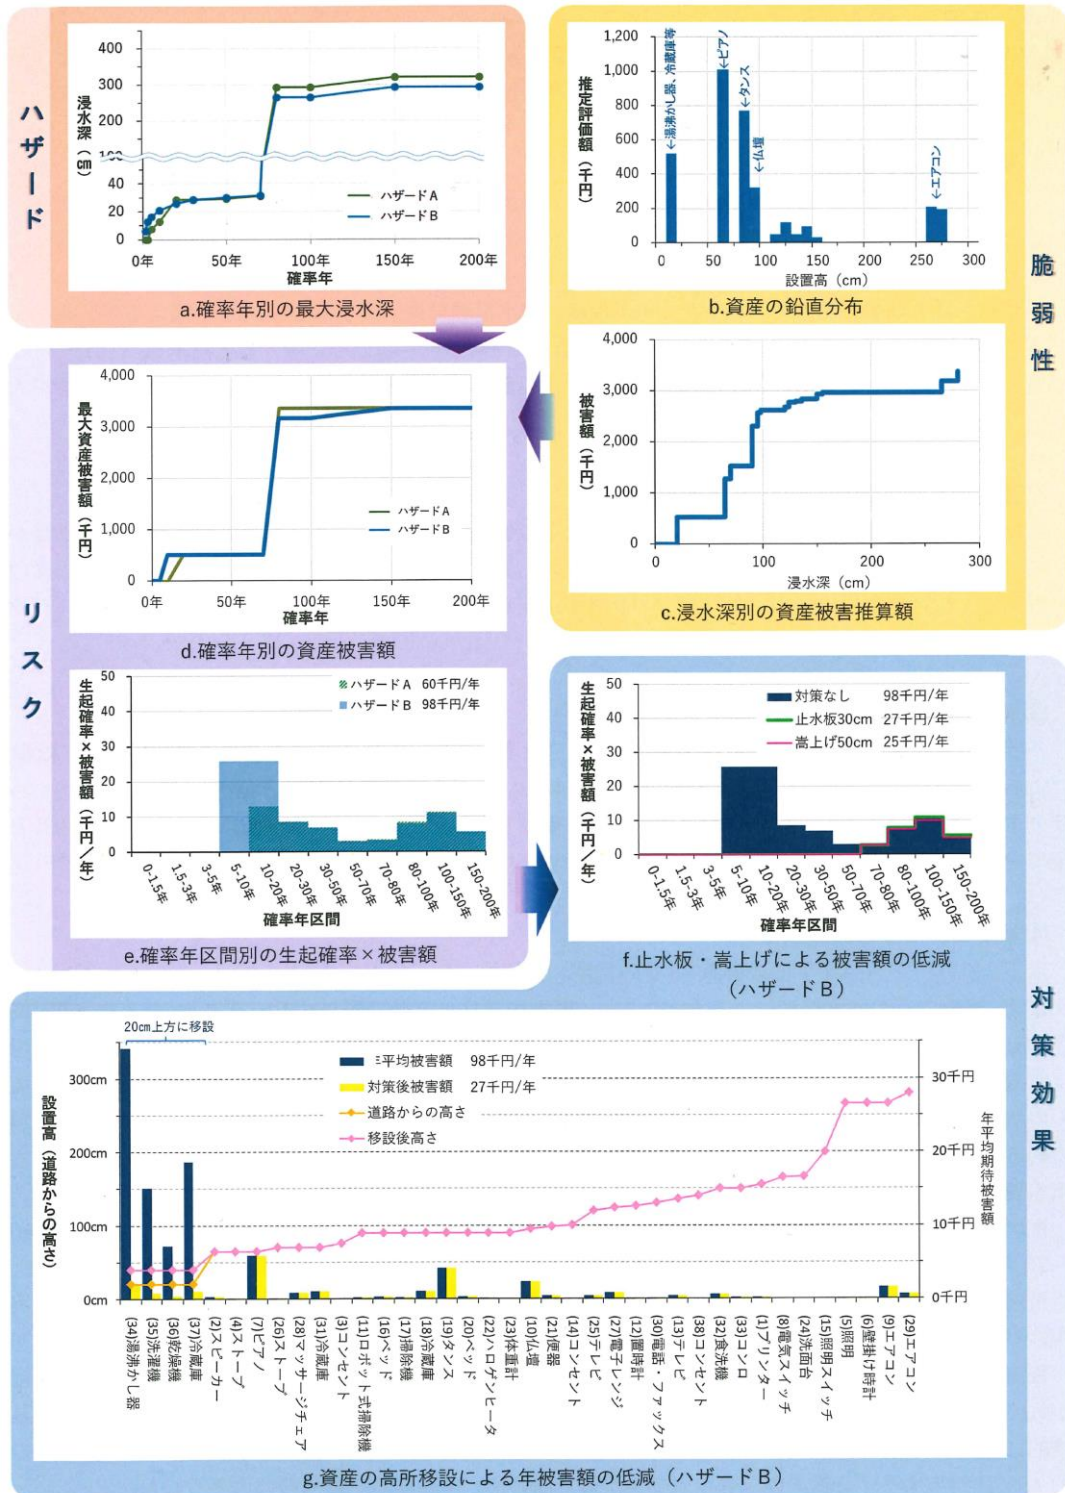 ハザード
400
300
200
100
40
20
0
浸水深(cm)
ハザードA
ハザードB
0年 50年 100年 150年 200年
確率年
a.確率年別の最大浸水深
脆弱性
1,200
1,000
800
600
400
200
0
推定評価額(千円)
←湯沸かし器、冷蔵庫等
←ピアノ
←タンス
←仏壇
←エアコン
0 50 100 150 200 250 300
設置高(cm)
b.資産の鉛直分布
4,000
3,000
2,000
1,000
0
被害額(千円)
0 100 200 300
浸水深(cm)
c.浸水深別の資産被害推算額
リスク
4,000
3,000
2,000
1,000
0
最大資産被害額(千円)
ハザードA
ハザードB
0年 50年 100年 150年 200年
確率年
d.確率年別の資産被害額
50
40
30
20
10
0
生起確率×被害額(千円/年)
ハザードA 60千円/年
ハザードB 98千円/年
0-1.5年
1.5-3年
3-5年
5-10年
10-20年
20-30年
30-50年
50-70年
70-80年
80-100年
100-150年
150-200年
確率年区間
e.確率年区間別の生起確率×被害額
対策効果
50
40
30
20
10
0
生起確率×被害額(千円/年)
対策なし 98千円/年
止水板30cm 27千円/年
嵩上げ50cm 25千円/年
0-1.5年
1.5-3年
3-5年
5-10年
10-20年
20-30年
30-50年
50-70年
70-80年
80-100年
100-150年
150-200年
確率年区間
f.止水板・嵩上げによる被害額の低減
(ハザードB)
20cm上方に移設
300cm
200cm
100cm
0cm
設置高(道路からの高さ)
平均被害額 98千円/年
対策後被害額 27千円/年
道路からの高さ
移設後高さ
30千円
20千円
10千円
0千円
年平均期待被害額
(34)湯沸かし器
(35)洗濯機
(36)乾燥機
(37)冷蔵庫
(2)スピーカー
(4)ストーブ
(7)ピアノ
(26)ストーブ
(28)マッサージチェア
(31)冷蔵庫
(3)コンセント
(11)ロボット式掃除機
(16)ベッド
(17)掃除機
(18)冷蔵庫
(19)タンス
(20)ベッド
(22)ハロゲンヒータ
(23)体重計
(10)仏壇
(21)便器
(14)コンセント
(25)テレビ
(27)電子レンジ
(12)置時計
(30)電話・ファックス
(13)テレビ
(38)コンセント
(32)食洗機
(33)コンロ
(1)プリンター
(8)電気スイッチ
(24)洗面台
(15)照明スイッチ
(5)照明
(6)壁掛け時計
(9)エアコン
(29)エアコン
g.資産の高所移設による年被害額の低減(ハザードB)